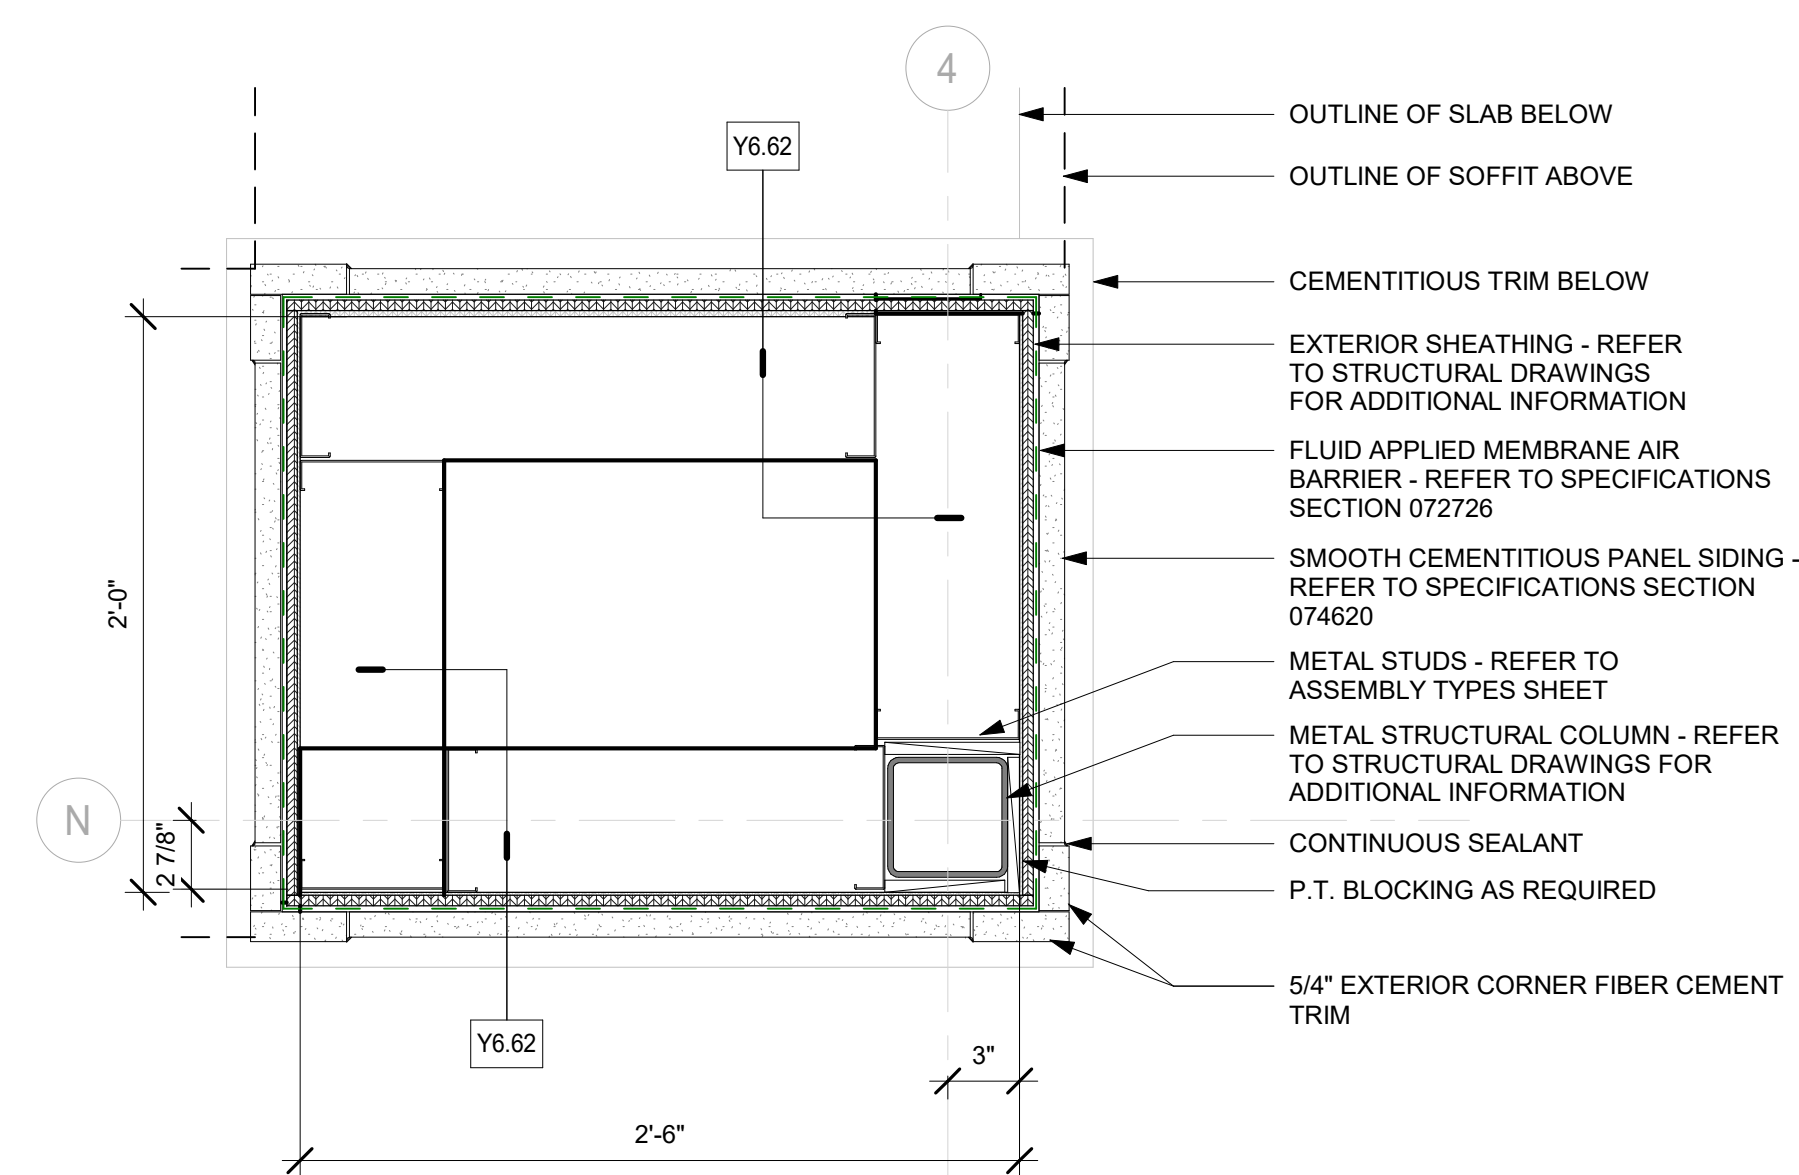 4
OUTLINE OF SLAB BELOW
Y6.62
OUTLINE OF SOFFIT ABOVE
CEMENTITIOUS TRIM BELOW
EXTERIOR SHEATHING - REFER
TO STRUCTURAL DRAWINGS
FOR ADDITIONAL INFORMATION
FLUID APPLIED MEMBRANE AIR
BARRIER - REFER TO SPECIFICATIONS
SECTION 072726
SMOOTH CEMENTITIOUS PANEL SIDING -
REFER TO SPECIFICATIONS SECTION
074620
2'-0"
METAL STUDS - REFER TO
ASSEMBLY TYPES SHEET
METAL STRUCTURAL COLUMN - REFER
TO STRUCTURAL DRAWINGS FOR
ADDITIONAL INFORMATION
N
2 7/8"
CONTINUOUS SEALANT
P.T. BLOCKING AS REQUIRED
5/4" EXTERIOR CORNER FIBER CEMENT
TRIM
Y6.62
3"
2'-6"